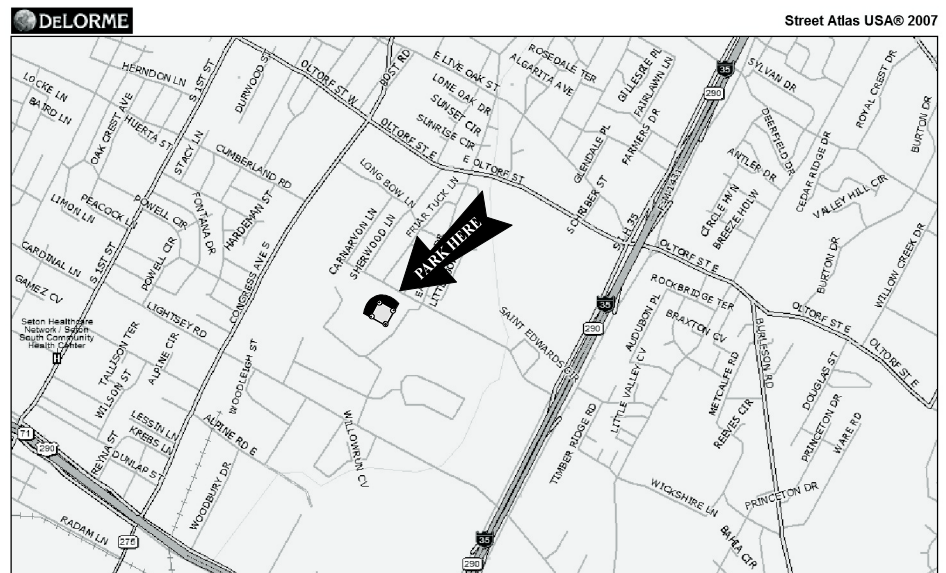 DELORME
Street Atlas USA® 2007
LOCKE LN
BAIRD LN
HERNDON LN
S 1ST ST
DURWOOD ST
OLTORF ST W
POST RD
E LIVE OAK ST
LONE OAK DR
SUNSET CIR
SUNRISE CIR
ROSEDALE TER
ALGARITA AVE
GILLESPIE PL
FAIRLAWN LN
FARMERS DR
GLENDALE PL
35
290
SYLVAN DR
ROYAL CREST DR
BURTON DR
DEERFIELD DR
ANTLER DR
CEDAR RIDGE DR
VALLEY HILL CIR
OAK CREST AVE
HUERTA ST
STACY LN
CUMBERLAND RD
OLTORF ST E
E OLTORF ST
SCHRIBER ST
S IH 35
CIRCLE HVN
BREEZE HOLW
LONG BOW LN
FRIAR TUCK LN
CARNARVON LN
SHERWOOD LN
PARK HERE
LIMON LN
PEACOCK LN
POWELL CIR
FONTANA DR
HARDEMAN ST
S 1ST ST
POWELL CIR
CONGRESS AVE S
CARDINAL LN
GAMEZ CV
LIGHTSEY RD
OLTORF ST E
BURTON DR
WILLOW CREEK DR
ROCKBRIDGE TER
BRAXTON CV
AUDUBON PL
BURLESON RD
OLTORF ST E
OLTORF ST E
35
290
SAINT EDWARDS CIR
Seton Healthcare
Network / Seton
South Community
Health Center
H
TALLISON TER
WILSON ST
ALPINE CIR
WOODLEIGH ST
LITTLE VALLEY CV
METCALFE RD
REEVES CIR
DOUGLAS ST
PRINCETON DR
WARE RD
TIMBER RIDGE RD
71
290
LESSIN LN
KREBS LN
REYNA ST
DUNLAP ST
ALPINE RD E
WOODBURY DR
WILLOWRUN CV
WICKSHIRE LN
PRINCETON DR
BAHIA CIR
RADAM LN
275
35
290